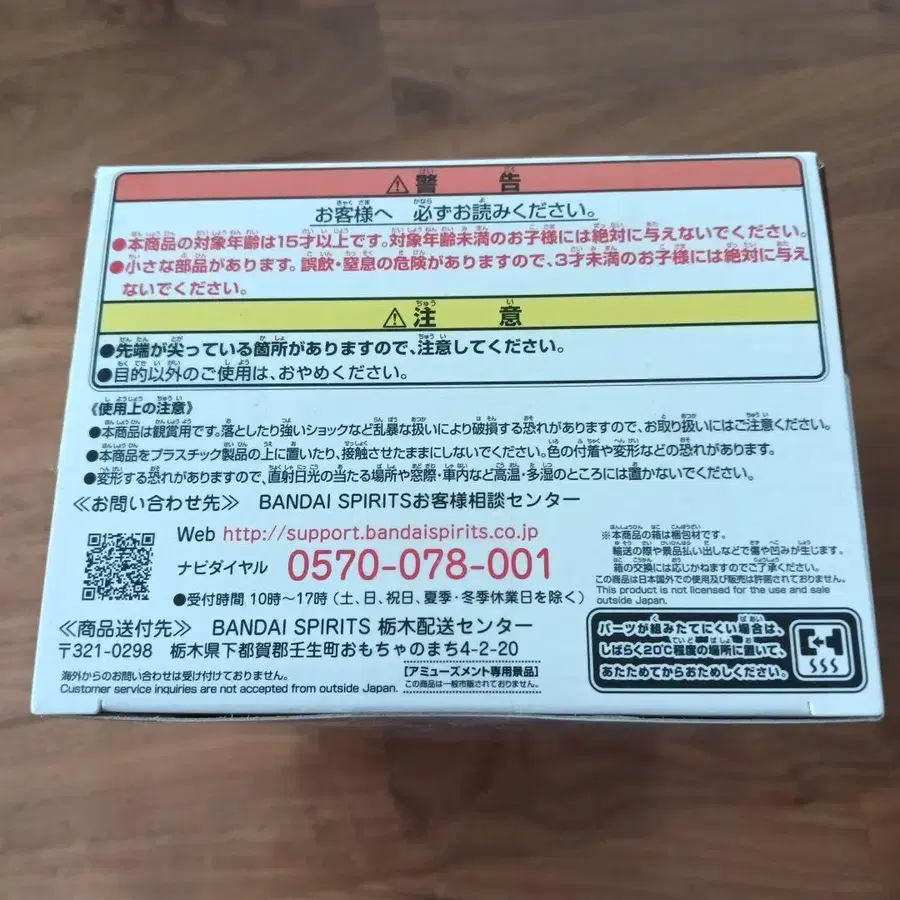 ⚠警 告
お客様へ 必ずお読みください。
●本商品の対象年齢は15才以上です。対象年齢未満のお子様には絶対に与えないでください。
●小さな部品があります。誤飲・窒息の危険がありますので、3才未満のお子様には絶対に与え
ないでください。
⚠注 意
●先端が尖っている箇所がありますので、注意してください。
●目的以外のご使用は、おやめください。
《使用上の注意》
●本商品は観賞用です。落としたり強いショックなど乱暴な扱いにより破損する恐れがありますので、お取り扱いにはご注意ください。
●本商品をプラスチック製品の上に置いたり、接触させたままにしないでください。色の付着や変形などの恐れがあります。
●変形する恐れがありますので、直射日光の当たる場所や窓際・車内など高温・多湿のところには置かないでください。
≪お問い合わせ先≫ BANDAI SPIRITSお客様相談センター
Web http://support.bandaispirits.co.jp
ナビダイヤル 0570-078-001
●受付時間 10時～17時(土、日、祝日、夏季・冬季休業日を除く)
※本商品の箱は梱包材です。
輸送の際や景品払い出しなどで傷や凹みが生じます。
箱の交換には応じかねますのでご了承ください。
この商品は日本国外での使用及び販売は許諾されておりません。
This product is not licensed for the use and sale
outside Japan.
≪商品送付先≫ BANDAI SPIRITS 栃木配送センター
〒321-0298 栃木県下都賀郡壬生町おもちゃのまち4-2-20
海外からのお問い合わせは受け付けておりません。
Customer service inquiries are not accepted from outside Japan.
[アミューズメント専用景品]
この商品は一般市販されておりません。
パーツが組みたてにくい場合は、
しばらく20℃程度の場所に置いて、
あたためてからおためしください。